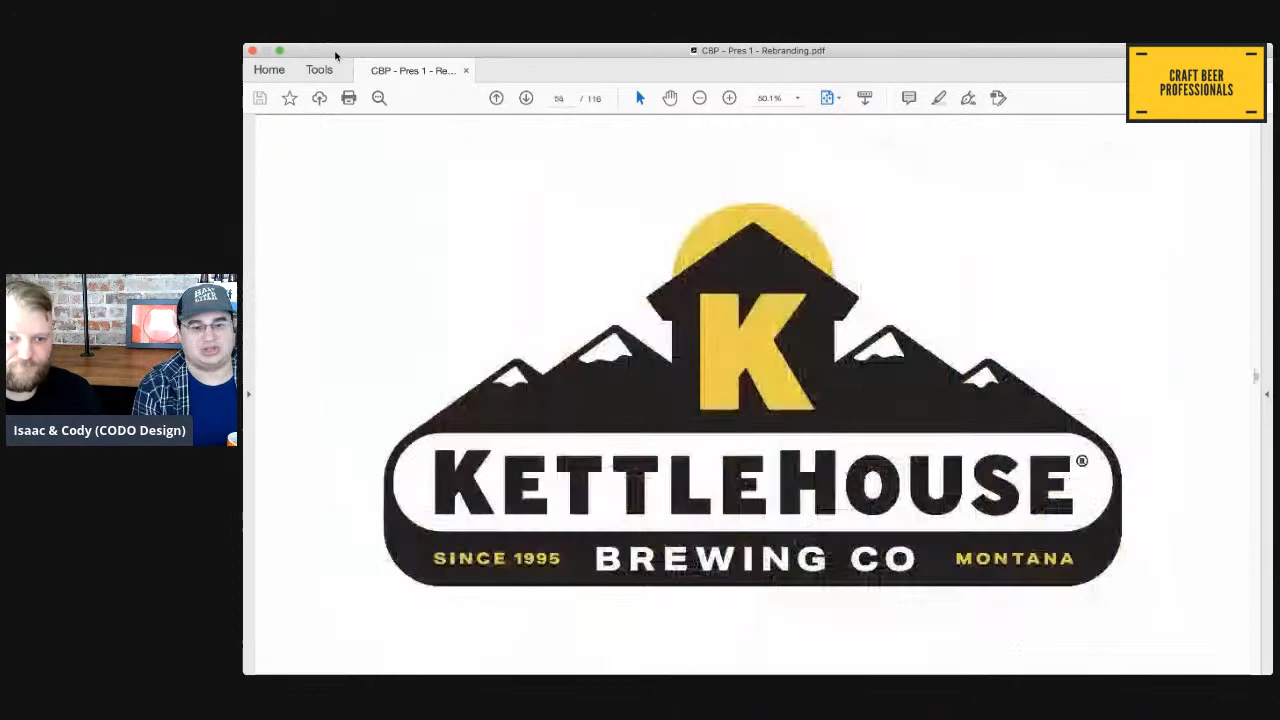 CBP - Pres 1 - Rebranding.pdf
Home Tools CBP - Pres 1 - Re... ×
CRAFT BEER
PROFESSIONALS
/ 116 50.1%
K
KETTLEHOUSE®
SINCE 1995 BREWING CO MONTANA
Isaac & Cody (CODO Design)